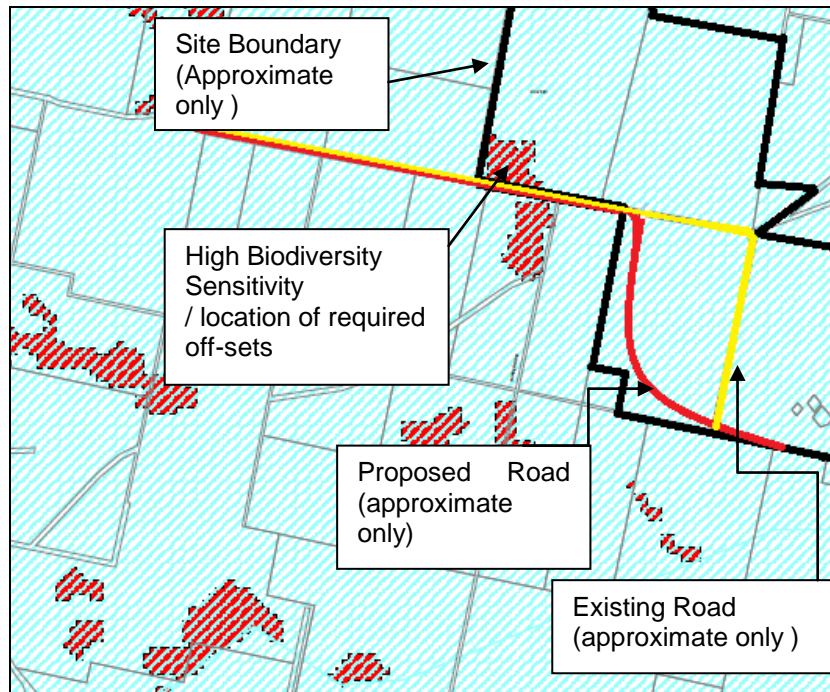 Site Boundary
(Approximate
only )
High Biodiversity
Sensitivity
/ location of required
off-sets
Proposed Road
(approximate
only)
Existing Road
(approximate only )